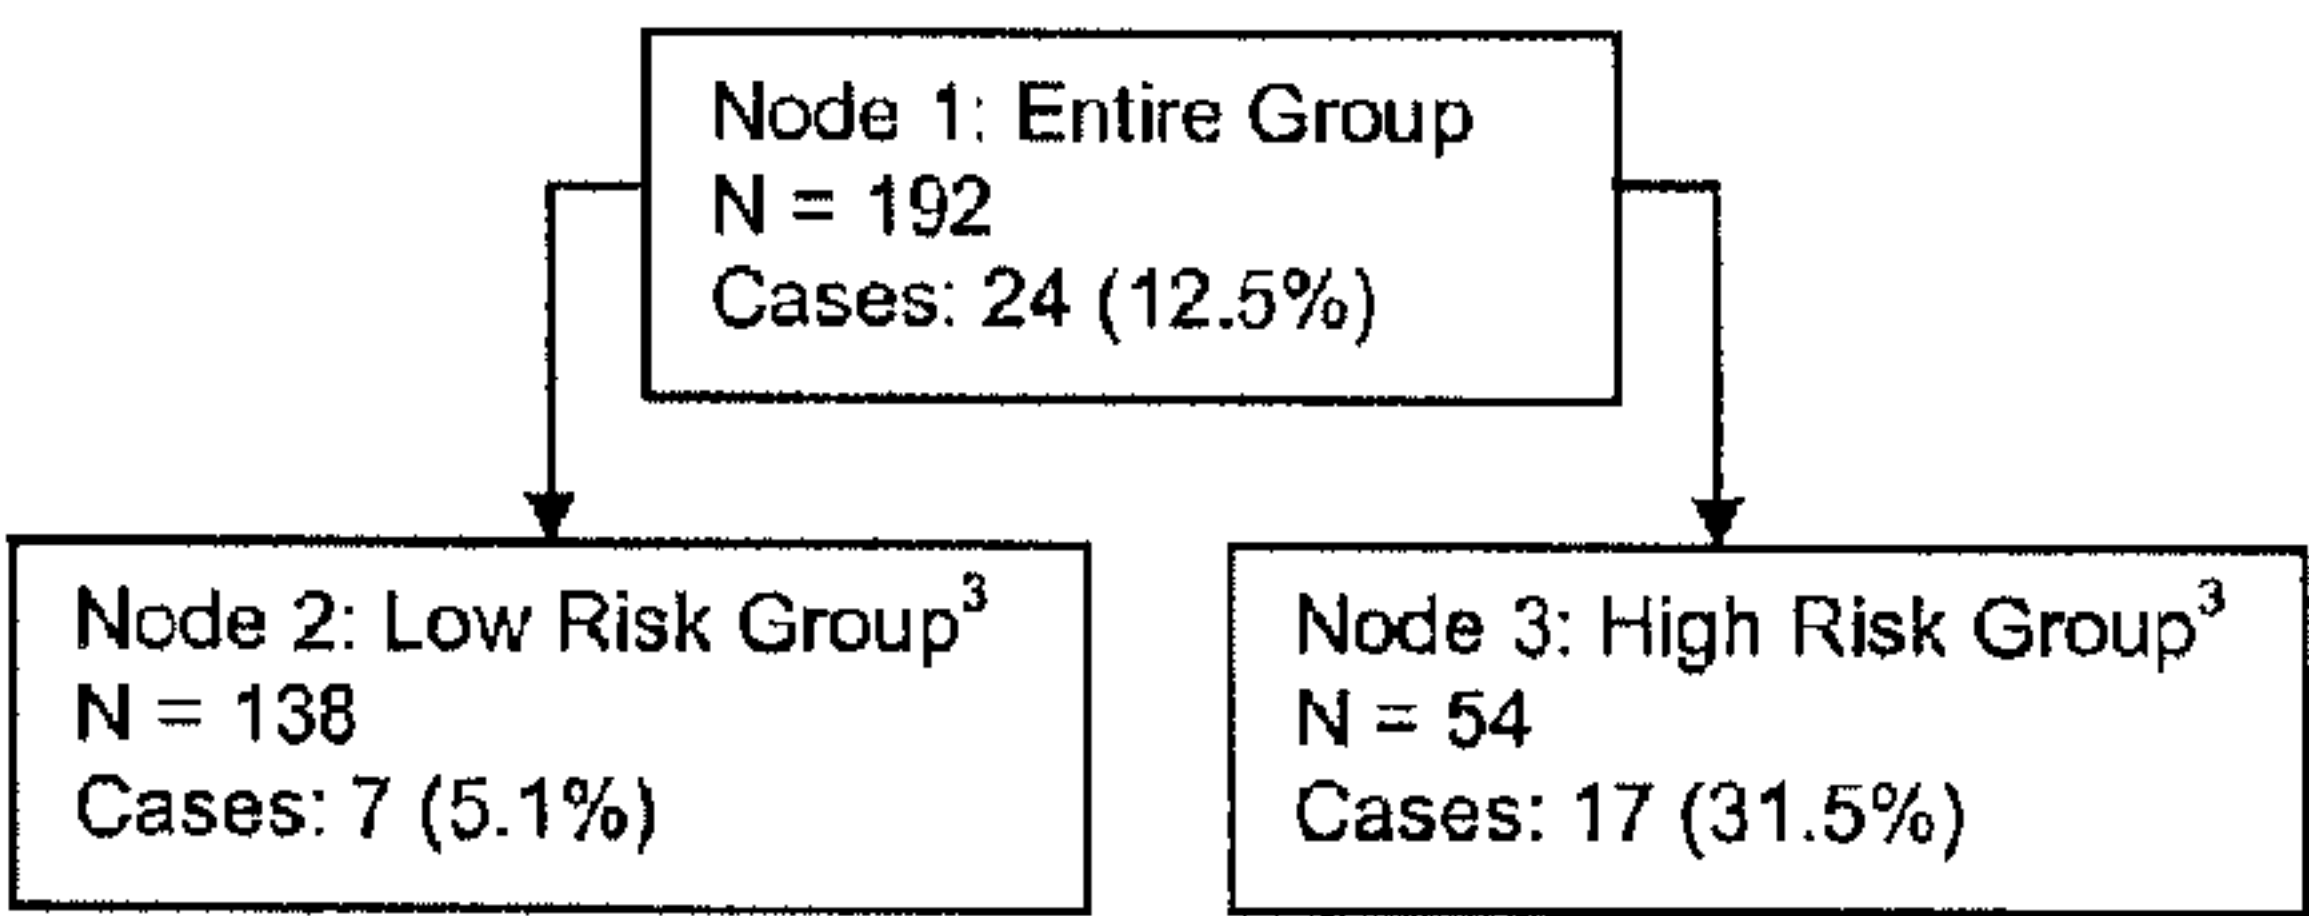 Node 1: Entire Group
N = 192
Cases: 24 (12.5%)
Node 2: Low Risk Group³
N = 138
Cases: 7 (5.1%)
Node 3: High Risk Group³
N = 54
Cases: 17 (31.5%)